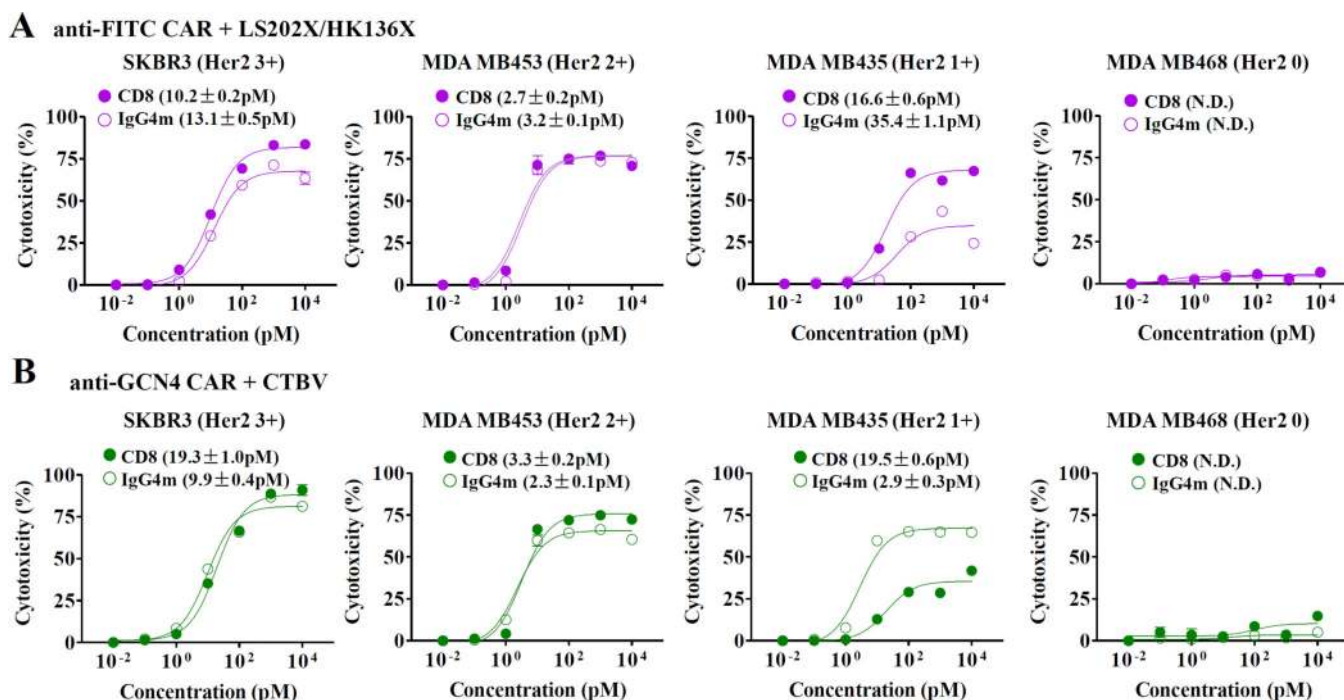 A anti-FITC CAR + LS202X/HK136X
SKBR3 (Her2 3+)
CD8 (10.2±0.2pM)
IgG4m (13.1±0.5pM)
100
75
50
25
0
Cytotoxicity (%)
10⁻² 10⁰ 10² 10⁴
Concentration (pM)
MDA MB453 (Her2 2+)
CD8 (2.7±0.2pM)
IgG4m (3.2±0.1pM)
100
75
50
25
0
Cytotoxicity (%)
10⁻² 10⁰ 10² 10⁴
Concentration (pM)
MDA MB435 (Her2 1+)
CD8 (16.6±0.6pM)
IgG4m (35.4±1.1pM)
100
75
50
25
0
Cytotoxicity (%)
10⁻² 10⁰ 10² 10⁴
Concentration (pM)
MDA MB468 (Her2 0)
CD8 (N.D.)
IgG4m (N.D.)
100
75
50
25
0
Cytotoxicity (%)
10⁻² 10⁰ 10² 10⁴
Concentration (pM)
B anti-GCN4 CAR + CTBV
SKBR3 (Her2 3+)
CD8 (19.3±1.0pM)
IgG4m (9.9±0.4pM)
100
75
50
25
0
Cytotoxicity (%)
10⁻² 10⁰ 10² 10⁴
Concentration (pM)
MDA MB453 (Her2 2+)
CD8 (3.3±0.2pM)
IgG4m (2.3±0.1pM)
100
75
50
25
0
Cytotoxicity (%)
10⁻² 10⁰ 10² 10⁴
Concentration (pM)
MDA MB435 (Her2 1+)
CD8 (19.5±0.6pM)
IgG4m (2.9±0.3pM)
100
75
50
25
0
Cytotoxicity (%)
10⁻² 10⁰ 10² 10⁴
Concentration (pM)
MDA MB468 (Her2 0)
CD8 (N.D.)
IgG4m (N.D.)
100
75
50
25
0
Cytotoxicity (%)
10⁻² 10⁰ 10² 10⁴
Concentration (pM)